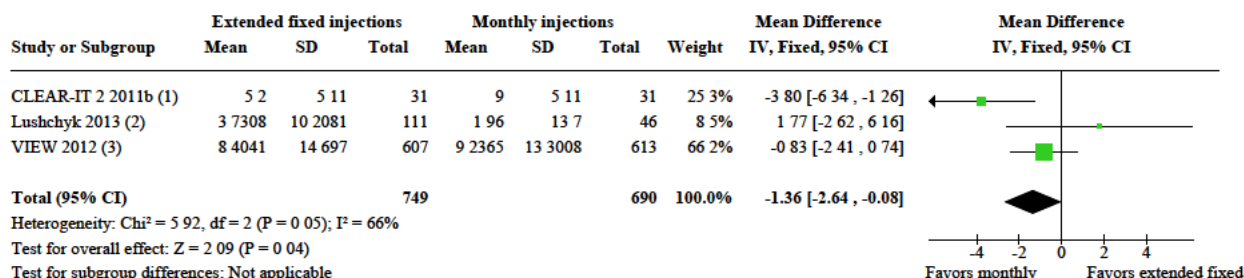 Extended fixed injections Monthly injections Mean Difference Mean Difference
Study or Subgroup Mean SD Total Mean SD Total Weight IV, Fixed, 95% CI IV, Fixed, 95% CI
CLEAR-IT 2 2011b (1) 5 2 5 11 31 9 5 11 31 25 3% -3 80 [-6 34 , -1 26]
Lushchyk 2013 (2) 3 7308 10 2081 111 1 96 13 7 46 8 5% 1 77 [-2 62 , 6 16]
VIEW 2012 (3) 8 4041 14 697 607 9 2365 13 3008 613 66 2% -0 83 [-2 41 , 0 74]
Total (95% CI) 749 690 100.0% -1.36 [-2.64 , -0.08]
Heterogeneity: Chi² = 5 92, df = 2 (P = 0 05); I² = 66%
Test for overall effect: Z = 2 09 (P = 0 04)
-4 -2 0 2 4
Test for subgroup differences: Not applicable Favors monthly Favors extended fixed